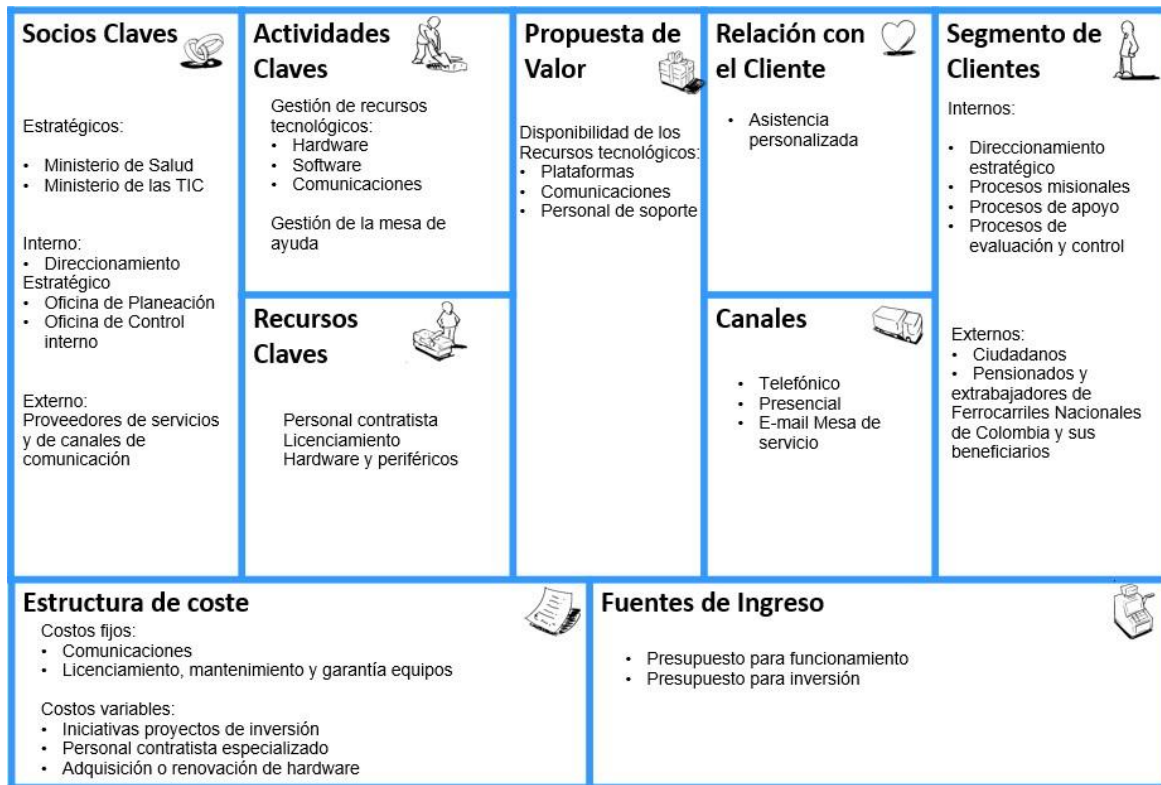 Socios Claves
Estratégicos:
• Ministerio de Salud
• Ministerio de las TIC
Interno:
• Direccionamiento
Estratégico
• Oficina de Planeación
• Oficina de Control
interno
Externo:
Proveedores de servicios
y de canales de
comunicación
Actividades
Claves
Gestión de recursos
tecnológicos:
• Hardware
• Software
• Comunicaciones
Gestión de la mesa de
ayuda
Recursos
Claves
Personal contratista
Licenciamiento
Hardware y periféricos
Propuesta de
Valor
Disponibilidad de los
Recursos tecnológicos:
• Plataformas
• Comunicaciones
• Personal de soporte
Relación con
el Cliente
• Asistencia
personalizada
Canales
• Telefónico
• Presencial
• E-mail Mesa de
servicio
Segmento de
Clientes
Internos:
• Direccionamiento
estratégico
• Procesos misionales
• Procesos de apoyo
• Procesos de
evaluación y control
Externos:
• Ciudadanos
• Pensionados y
extrabajadores de
Ferrocarriles Nacionales
de Colombia y sus
beneficiarios
Estructura de coste
Costos fijos:
• Comunicaciones
• Licenciamiento, mantenimiento y garantía equipos
Costos variables:
• Iniciativas proyectos de inversión
• Personal contratista especializado
• Adquisición o renovación de hardware
Fuentes de Ingreso
• Presupuesto para funcionamiento
• Presupuesto para inversión